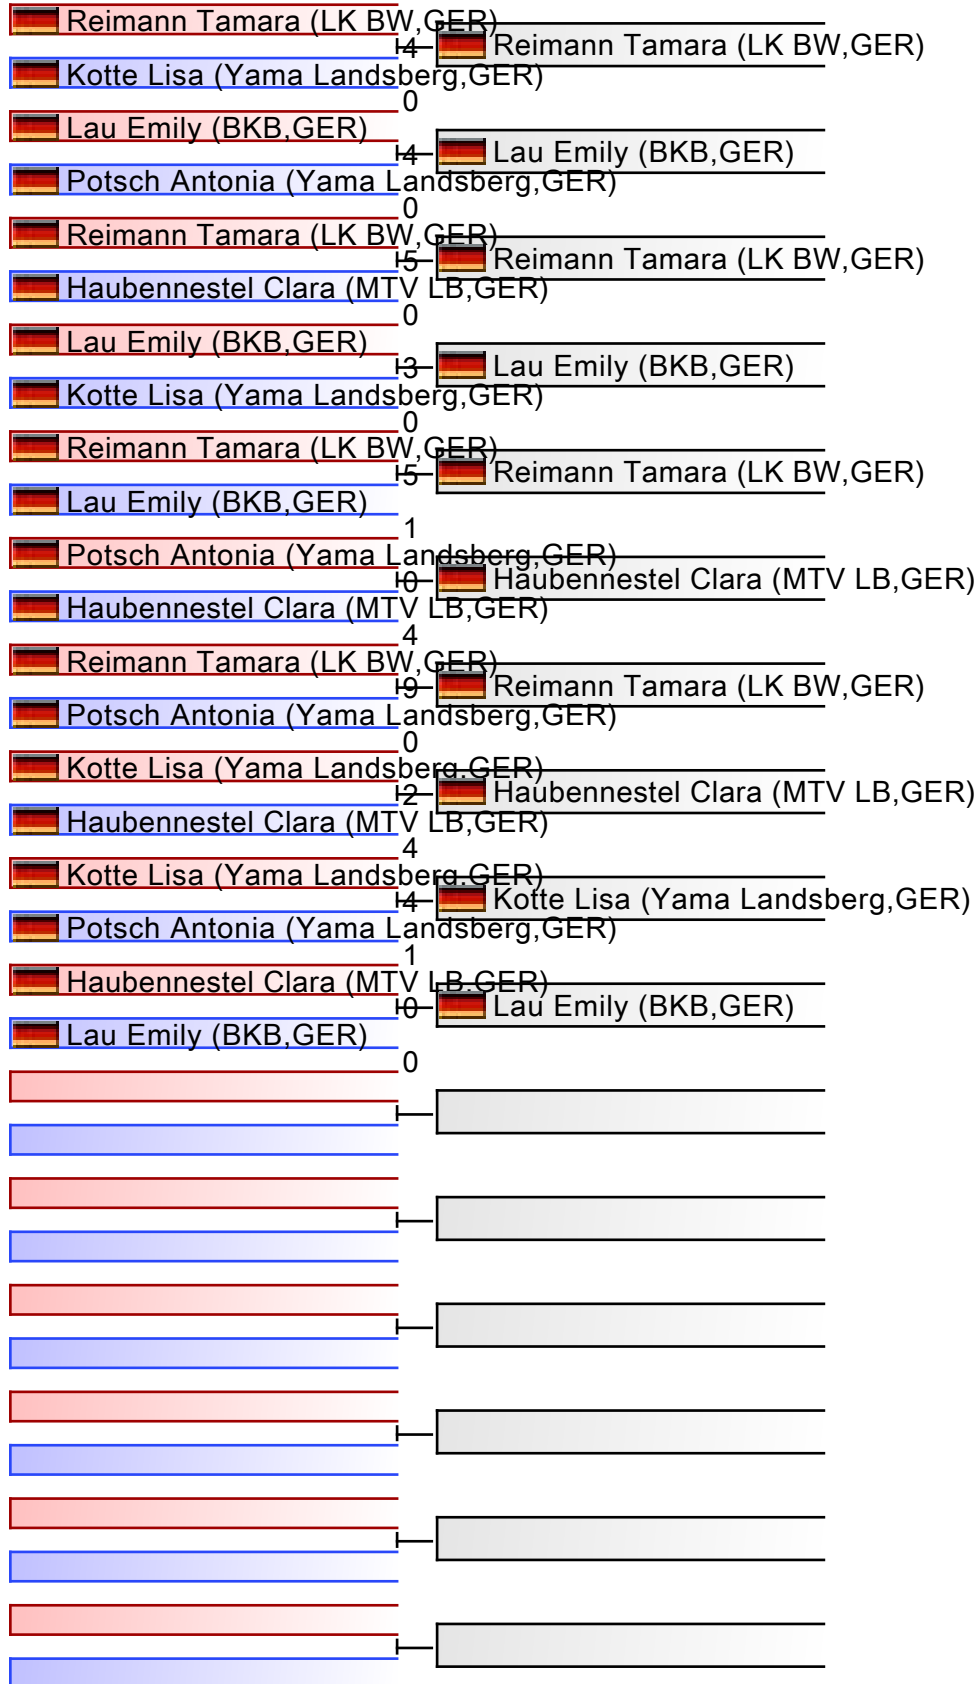 Reimann Tamara (LK BW,GER)
4
Reimann Tamara (LK BW,GER)
Kotte Lisa (Yama Landsberg,GER)
0
Lau Emily (BKB,GER)
4
Lau Emily (BKB,GER)
Potsch Antonia (Yama Landsberg,GER)
0
Reimann Tamara (LK BW,GER)
5
Reimann Tamara (LK BW,GER)
Haubennestel Clara (MTV LB,GER)
0
Lau Emily (BKB,GER)
3
Lau Emily (BKB,GER)
Kotte Lisa (Yama Landsberg,GER)
0
Reimann Tamara (LK BW,GER)
5
Reimann Tamara (LK BW,GER)
Lau Emily (BKB,GER)
1
Potsch Antonia (Yama Landsberg,GER)
0
Haubennestel Clara (MTV LB,GER)
Haubennestel Clara (MTV LB,GER)
4
Reimann Tamara (LK BW,GER)
9
Reimann Tamara (LK BW,GER)
Potsch Antonia (Yama Landsberg,GER)
0
Kotte Lisa (Yama Landsberg,GER)
2
Haubennestel Clara (MTV LB,GER)
Haubennestel Clara (MTV LB,GER)
4
Kotte Lisa (Yama Landsberg,GER)
4
Kotte Lisa (Yama Landsberg,GER)
Potsch Antonia (Yama Landsberg,GER)
1
Haubennestel Clara (MTV LB,GER)
0
Lau Emily (BKB,GER)
Lau Emily (BKB,GER)
0